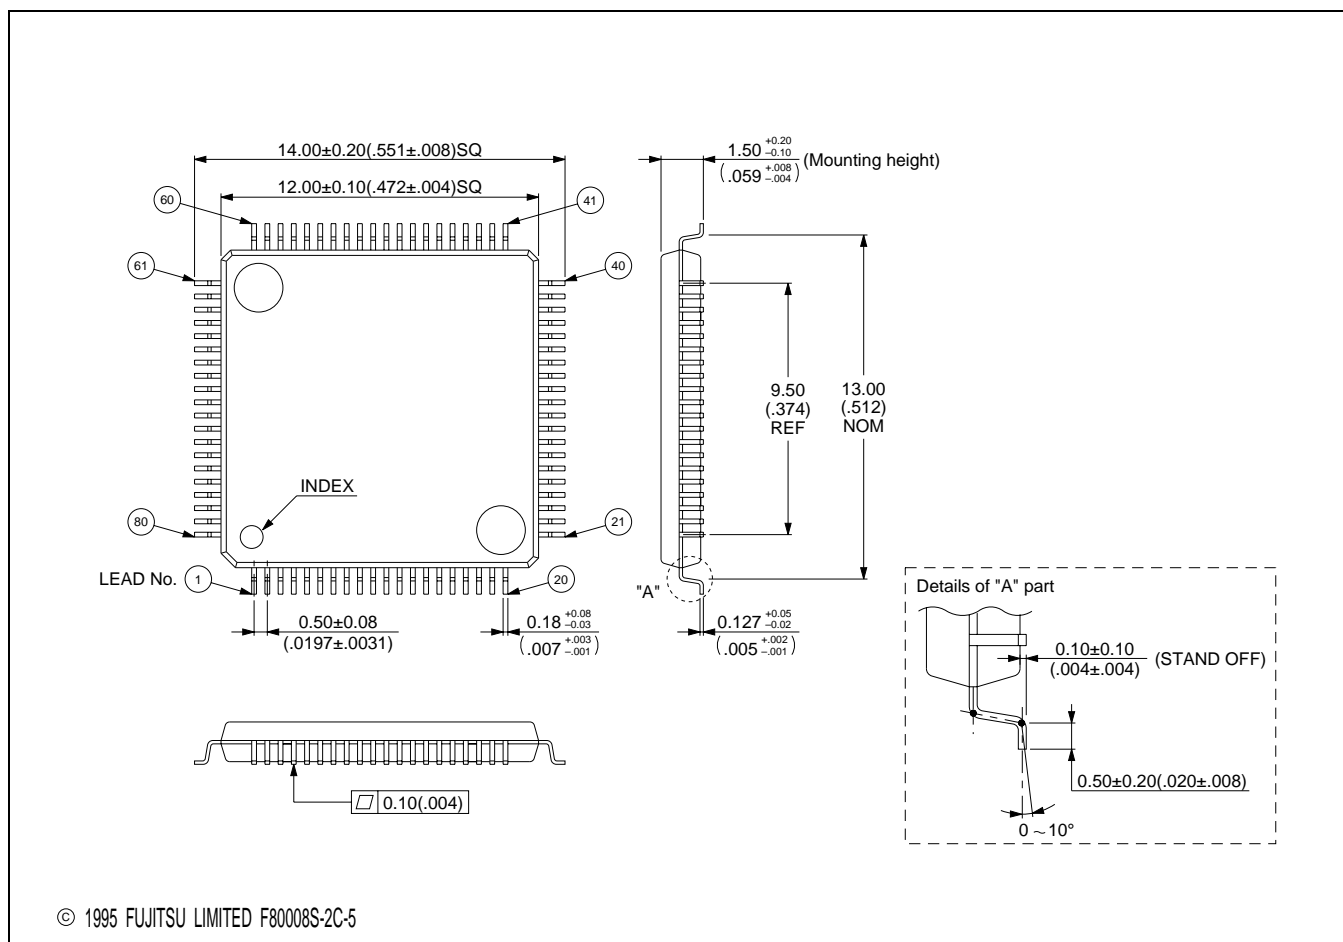 14.00±0.20(.551±.008)SQ
12.00±0.10(.472±.004)SQ
60
41
61
40
INDEX
80
21
LEAD No. 1
20
0.50±0.08
(.0197±.0031)
0.18 +0.08 −0.03
(.007 +.003 −.001)
1.50 +0.20 −0.10 (Mounting height)
(.059 +.008 −.004)
9.50
(.374)
REF
13.00
(.512)
NOM
"A"
0.127 +0.05 −0.02
(.005 +.002 −.001)
Details of "A" part
0.10±0.10
(.004±.004)
(STAND OFF)
0.50±0.20(.020±.008)
0 ~ 10°
0.10(.004)
© 1995 FUJITSU LIMITED F80008S-2C-5